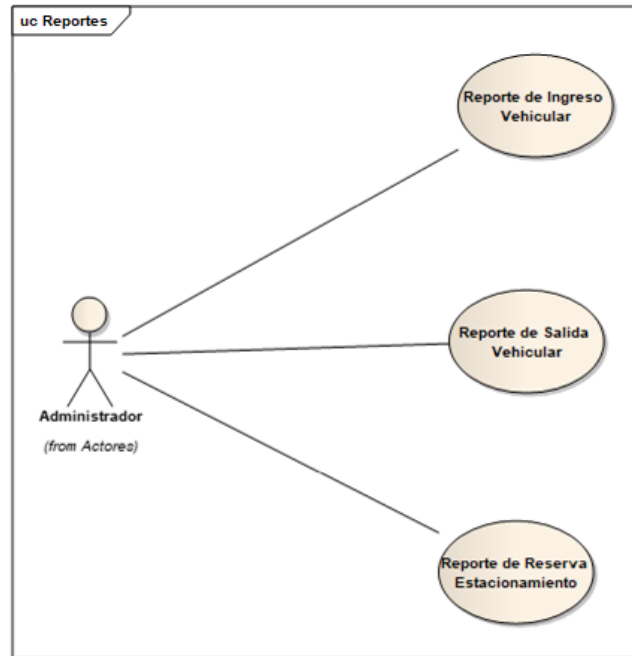 uc Reportes
Reporte de Ingreso
Vehicular
Reporte de Salida
Vehicular
Administrador
(from Actores)
Reporte de Reserva
Estacionamiento